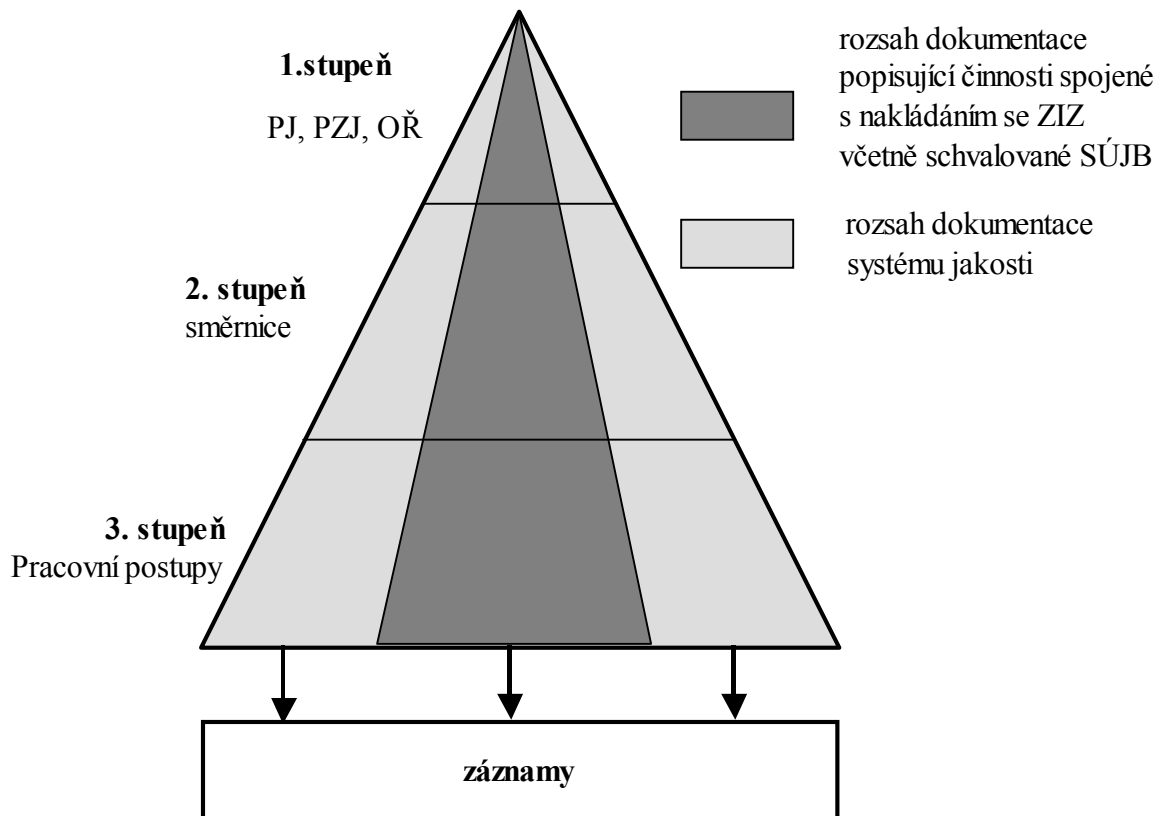 1.stupeň
PJ, PZJ, OŘ
2. stupeň
směrnice
3. stupeň
Pracovní postupy
záznamy
rozsah dokumentace
popisující činnosti spojené
s nakládáním se ZIZ
včetně schvalované SÚJB
rozsah dokumentace
systému jakosti